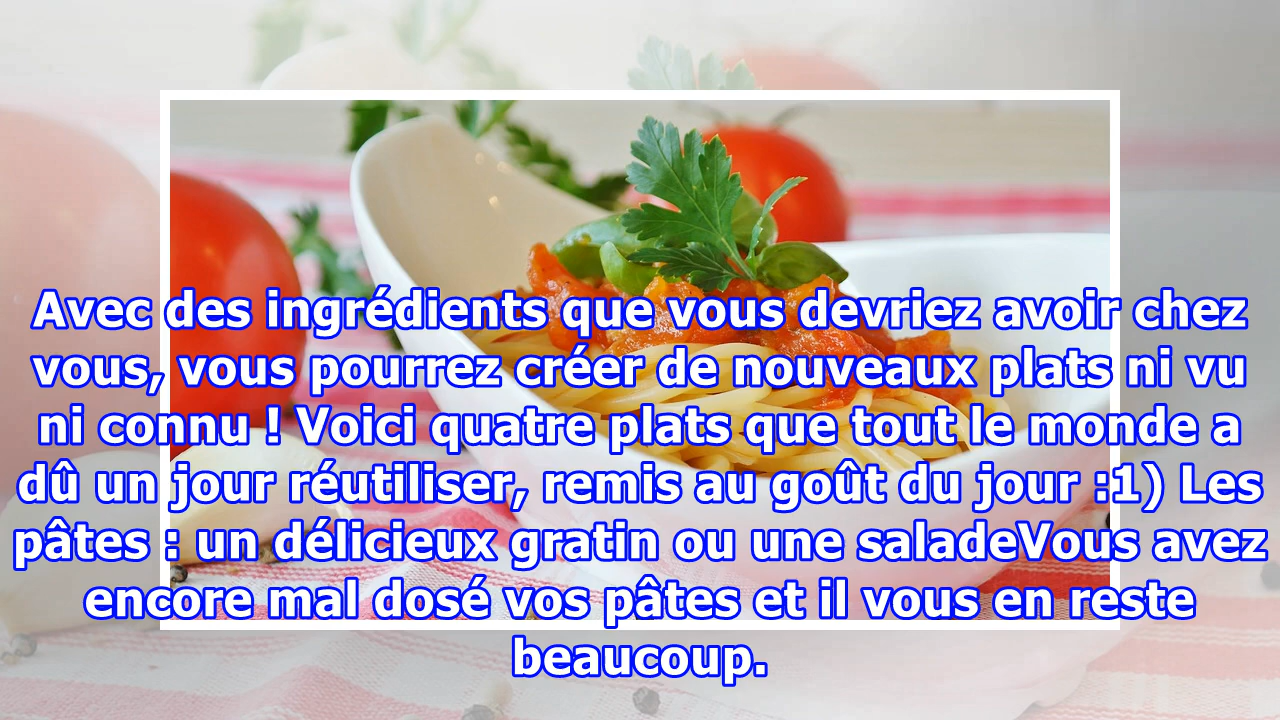 Avec des ingrédients que vous devriez avoir chez
vous, vous pourrez créer de nouveaux plats ni vu
ni connu ! Voici quatre plats que tout le monde a
dû un jour réutiliser, remis au goût du jour :1) Les
pâtes : un délicieux gratin ou une saladeVous avez
encore mal dosé vos pâtes et il vous en reste
beaucoup.